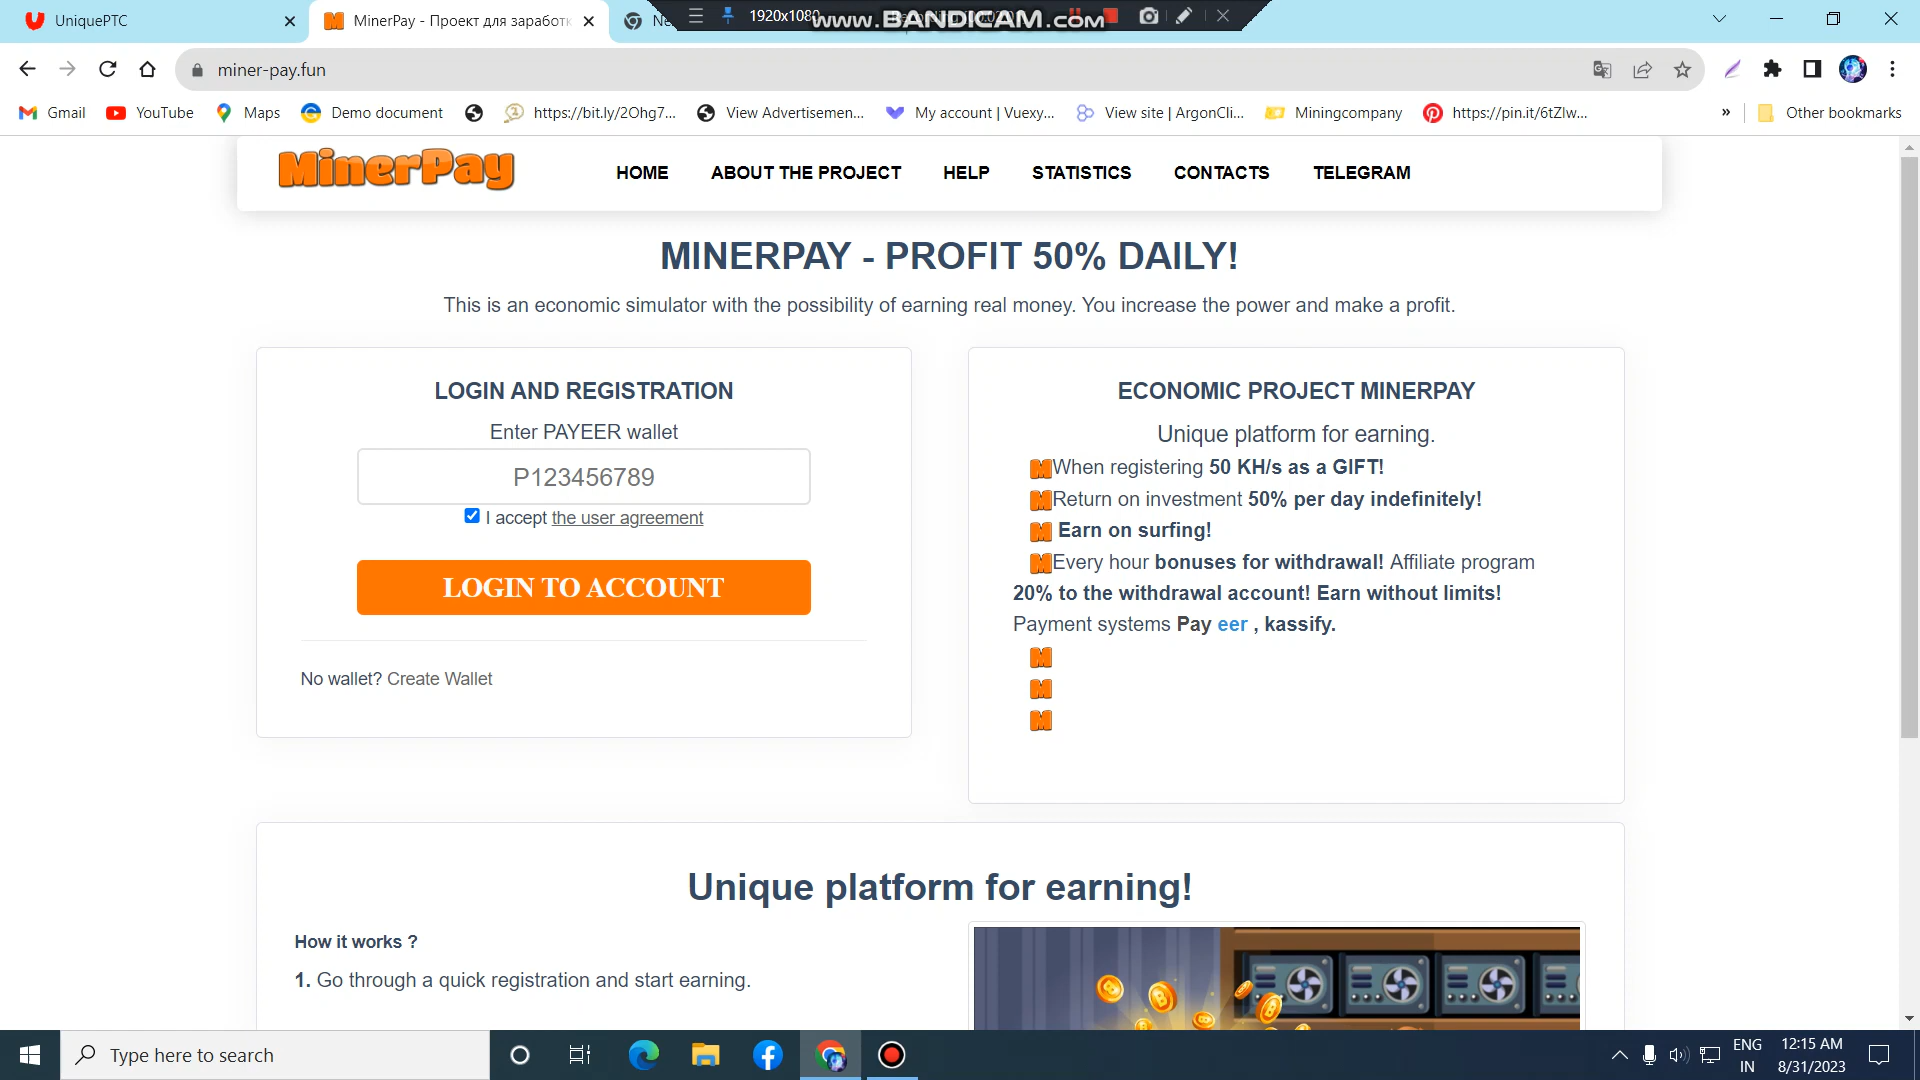 UniquePTC
MinerPay - Проект для заработк
1920x1080
www.BANDICAM.com
miner-pay.fun
Gmail
YouTube
Maps
Demo document
https://bit.ly/2Ohg7...
View Advertisemen...
My account | Vuexy...
View site | ArgonCli...
Miningcompany
https://pin.it/6tZlw...
»
Other bookmarks
MinerPay
HOME
ABOUT THE PROJECT
HELP
STATISTICS
CONTACTS
TELEGRAM
MINERPAY - PROFIT 50% DAILY!
This is an economic simulator with the possibility of earning real money. You increase the power and make a profit.
LOGIN AND REGISTRATION
Enter PAYEER wallet
P123456789
I accept the user agreement
LOGIN TO ACCOUNT
No wallet? Create Wallet
ECONOMIC PROJECT MINERPAY
Unique platform for earning.
When registering 50 KH/s as a GIFT!
Return on investment 50% per day indefinitely!
Earn on surfing!
Every hour bonuses for withdrawal! Affiliate program
20% to the withdrawal account! Earn without limits!
Payment systems Pay eer , kassify.
Unique platform for earning!
How it works ?
1. Go through a quick registration and start earning.
Type here to search
ENG
IN
12:15 AM
8/31/2023